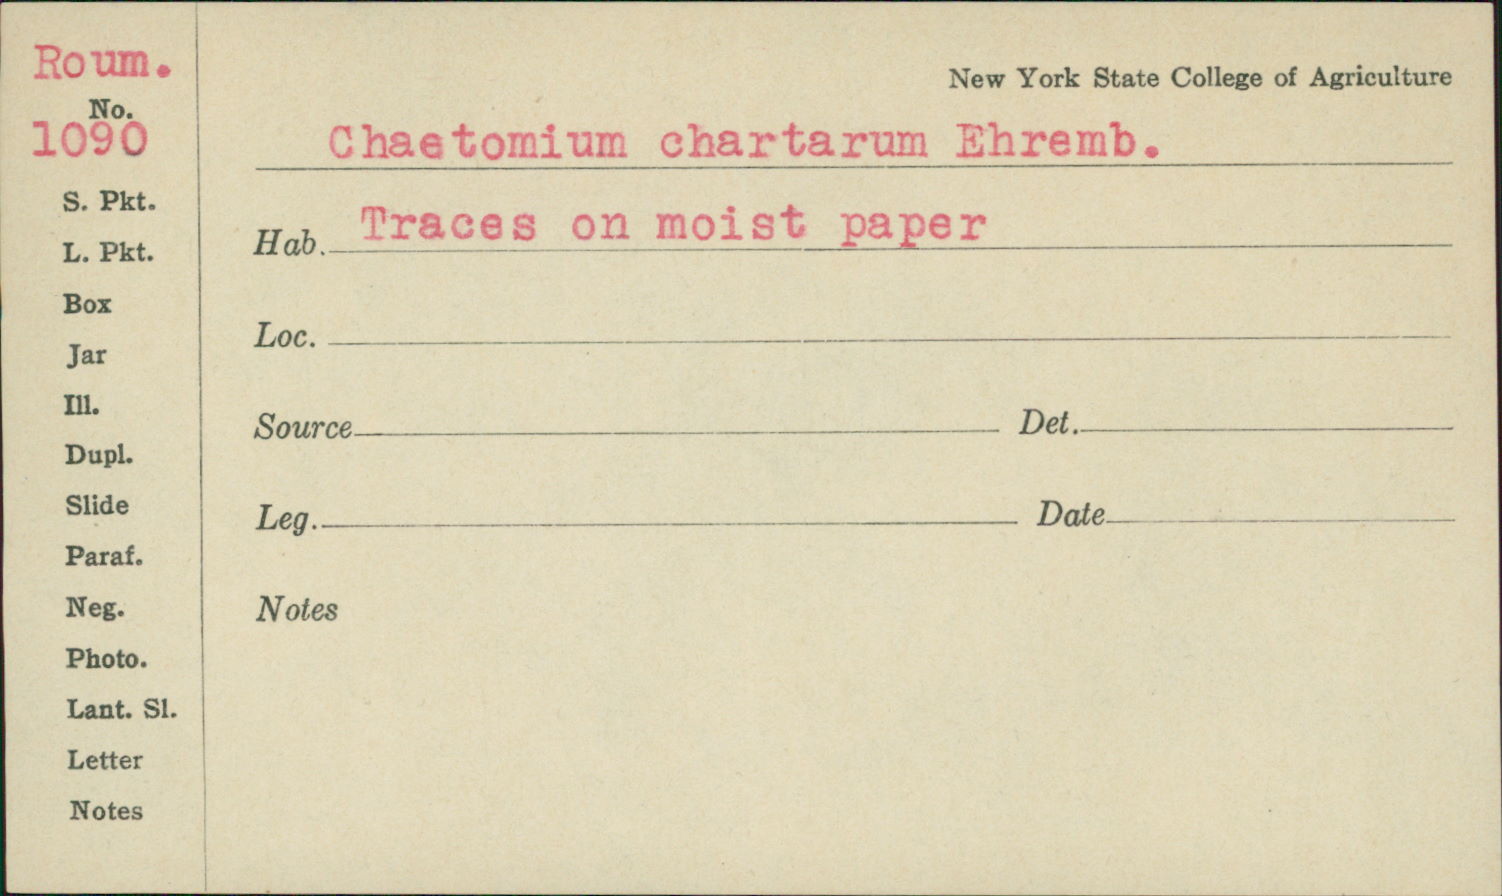 Roum.
No.
1090
S. Pkt.
L. Pkt.
Box
Jar
Ill.
Dupl.
Slide
Paraf.
Neg.
Photo.
Lant. Sl.
Letter
Notes
New York State College of Agriculture
Chaetomium chartarum Ehremb.
Hab. Traces on moist paper
Loc.
Source Det.
Leg. Date
Notes